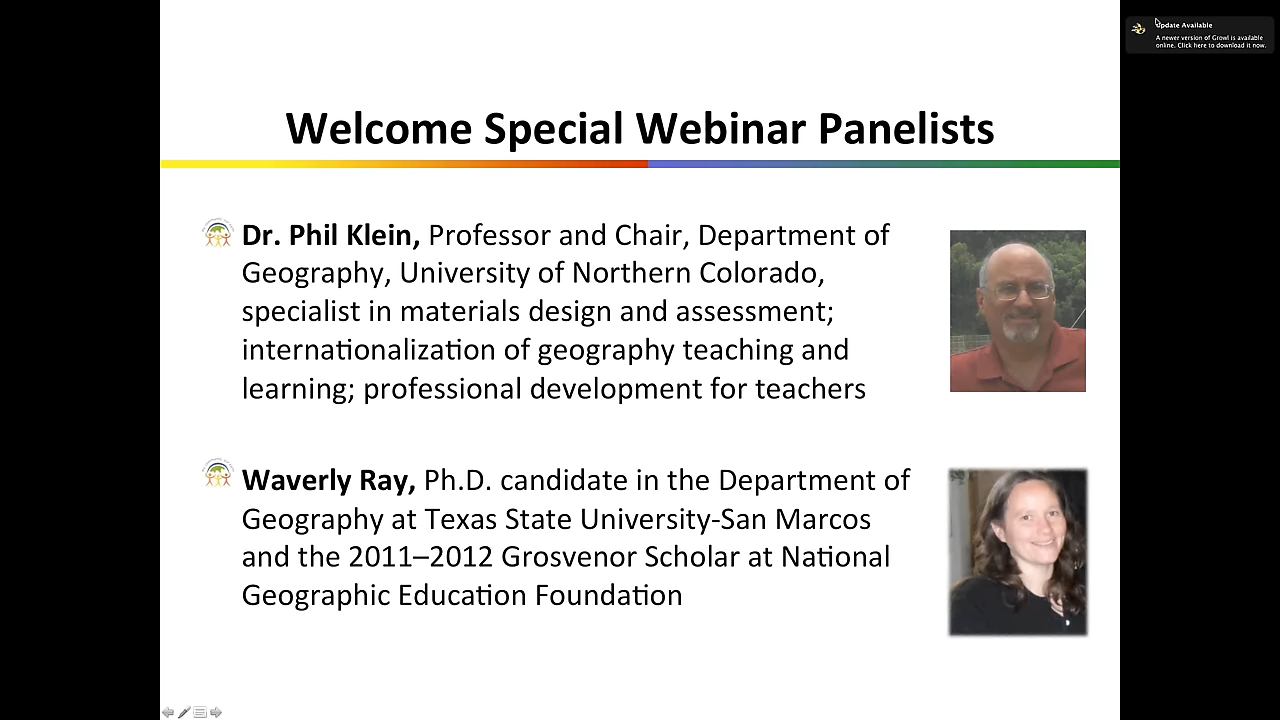 Update Available
A newer version of Growl is available
online. Click here to download it now.
Welcome Special Webinar Panelists
Dr. Phil Klein, Professor and Chair, Department of
Geography, University of Northern Colorado,
specialist in materials design and assessment;
internationalization of geography teaching and
learning; professional development for teachers
Waverly Ray, Ph.D. candidate in the Department of
Geography at Texas State University-San Marcos
and the 2011–2012 Grosvenor Scholar at National
Geographic Education Foundation